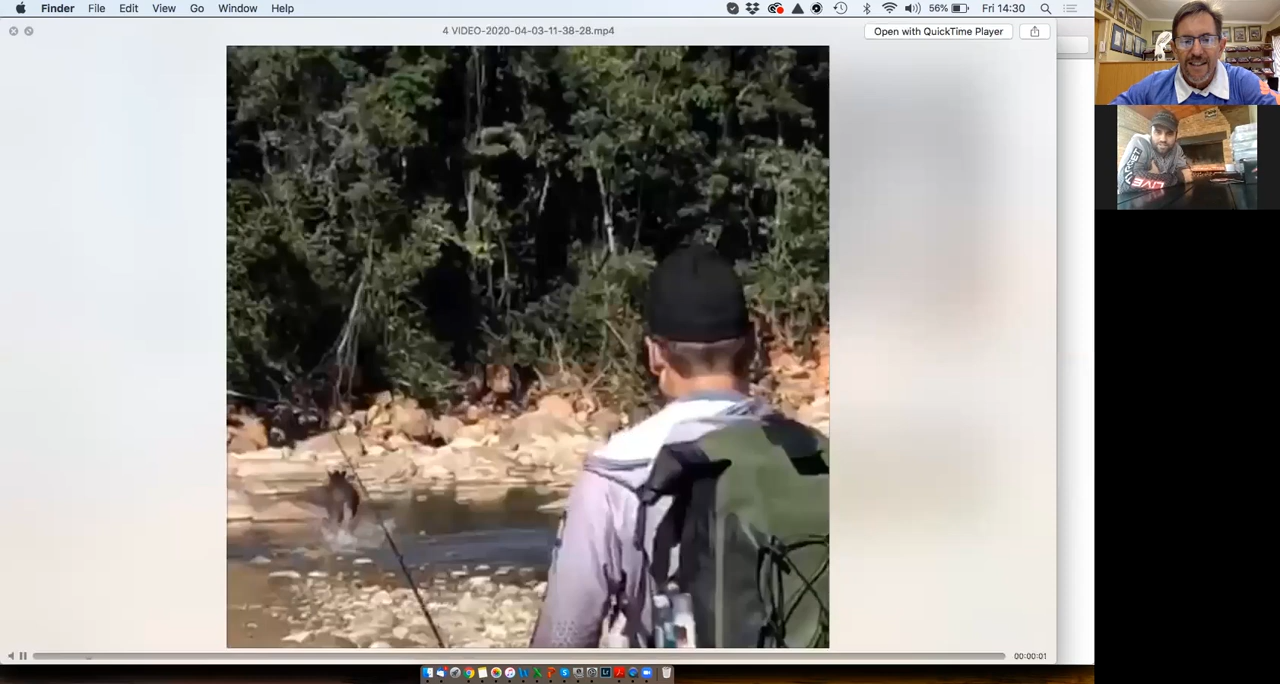 Finder File Edit View Go Window Help 56% Fri 14:30
4 VIDEO-2020-04-03-11-38-28.mp4
Open with QuickTime Player
LIVE
00:00:01